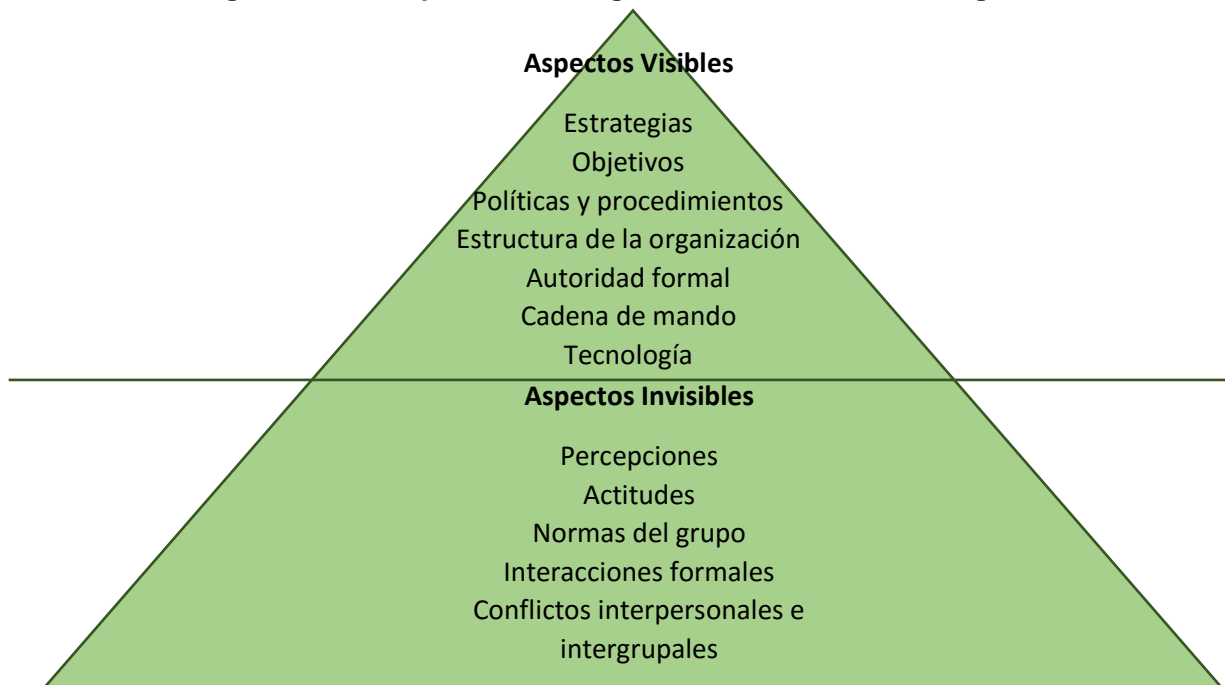 Aspectos Visibles
Estrategias
Objetivos
Políticas y procedimientos
Estructura de la organización
Autoridad formal
Cadena de mando
Tecnología
Aspectos Invisibles
Percepciones
Actitudes
Normas del grupo
Interacciones formales
Conflictos interpersonales e
intergrupales